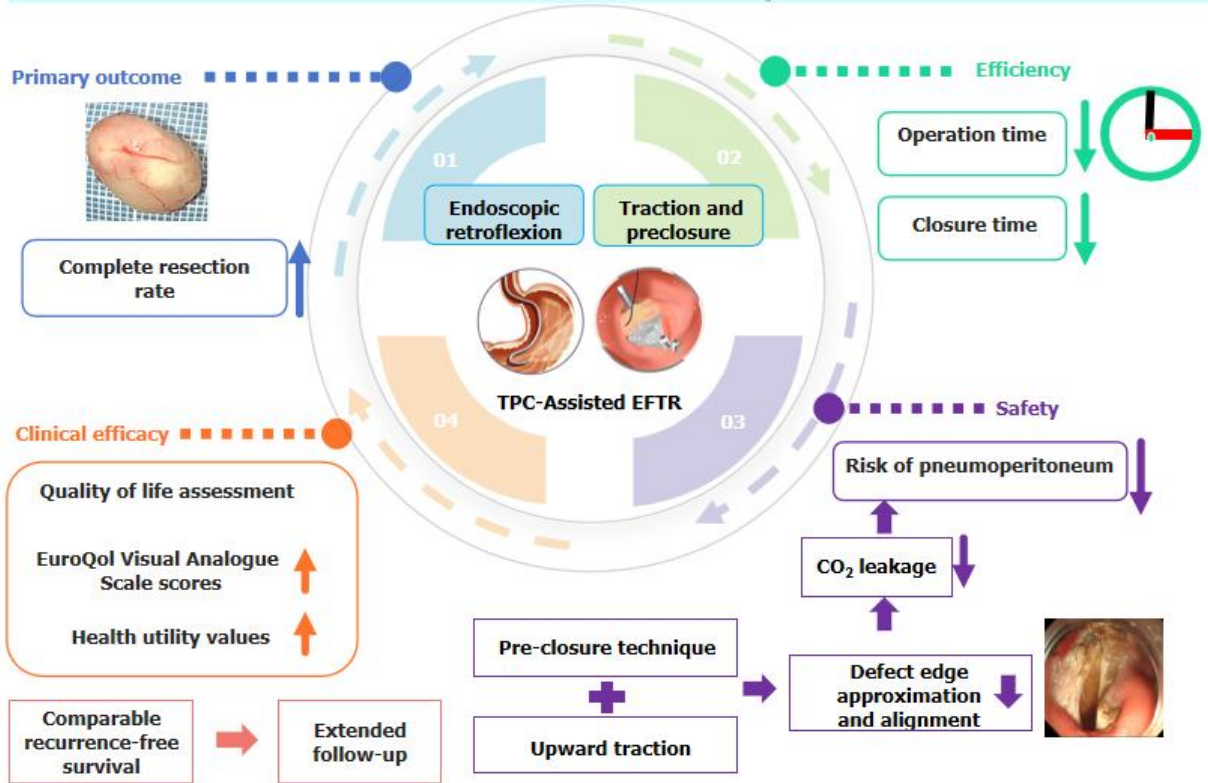 Primary outcome
Complete resection
rate
01
02
Endoscopic
retroflexion
Traction and
preclosure
TPC-Assisted EFTR
04
03
Efficiency
Operation time
Closure time
Clinical efficacy
Quality of life assessment
EuroQol Visual Analogue
Scale scores
Health utility values
Comparable
recurrence-free
survival
Extended
follow-up
Safety
Risk of pneumoperitoneum
CO₂ leakage
Pre-closure technique
Upward traction
Defect edge
approximation
and alignment